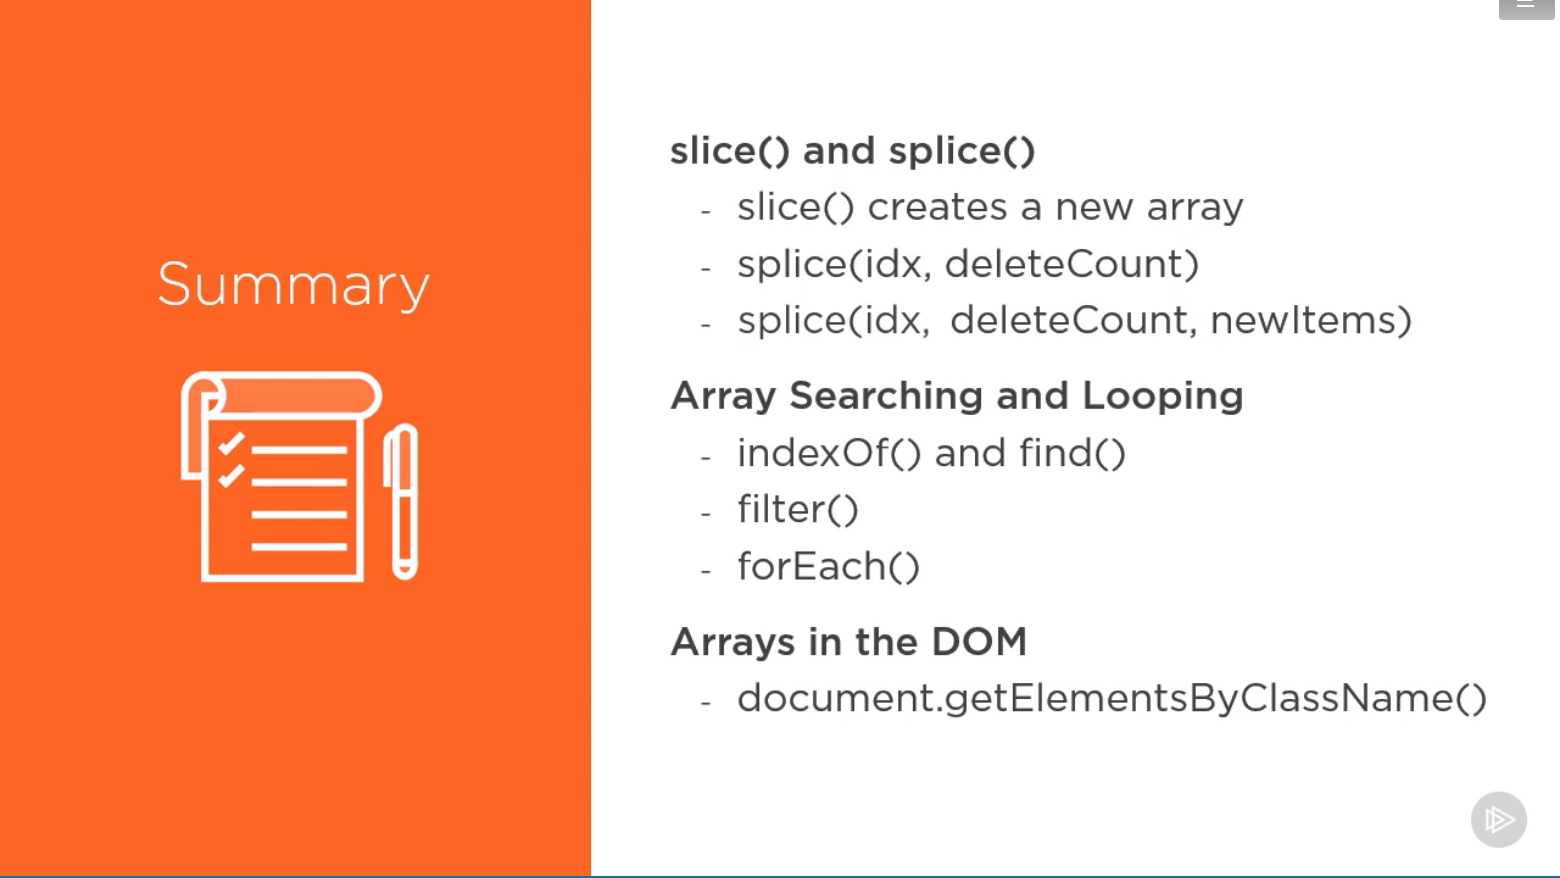 Summary
slice() and splice()
- slice() creates a new array
- splice(idx, deleteCount)
- splice(idx, deleteCount, newItems)
Array Searching and Looping
- indexOf() and find()
- filter()
- forEach()
Arrays in the DOM
- document.getElementsByClassName()